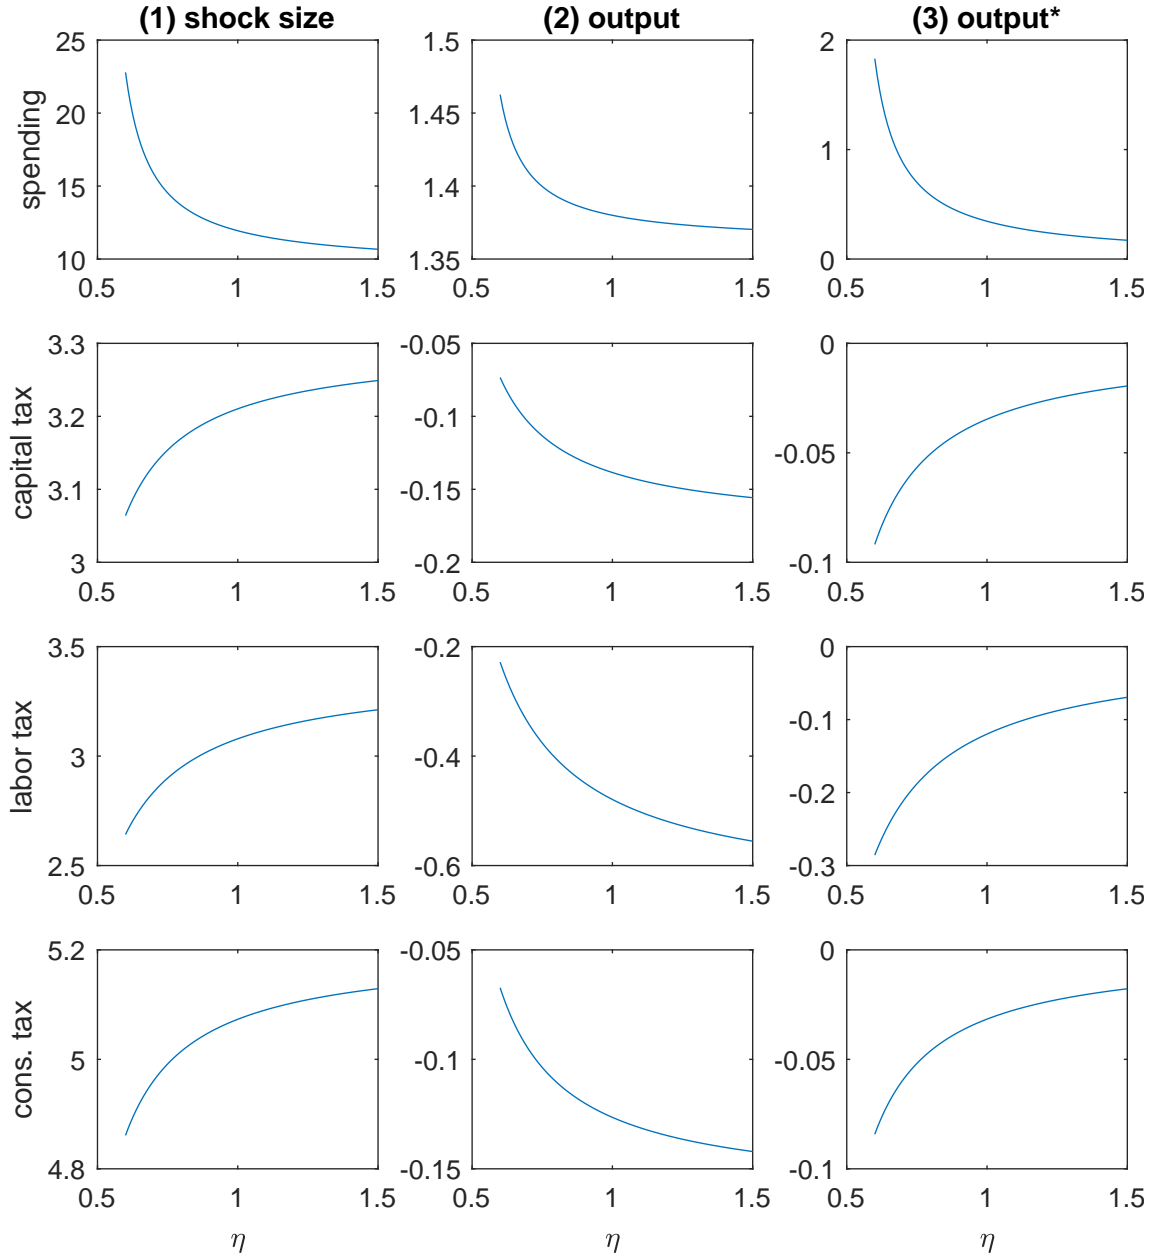 (1) shock size (2) output (3) output*
spending
25
20
15
10
0.5 1 1.5
1.5
1.45
1.4
1.35
0.5 1 1.5
2
1
0
0.5 1 1.5
capital tax
3.3
3.2
3.1
3
0.5 1 1.5
-0.05
-0.1
-0.15
-0.2
0.5 1 1.5
0
-0.05
-0.1
0.5 1 1.5
labor tax
3.5
3
2.5
0.5 1 1.5
-0.2
-0.4
-0.6
0.5 1 1.5
0
-0.1
-0.2
-0.3
0.5 1 1.5
cons. tax
5.2
5
4.8
0.5 1 1.5
η
-0.05
-0.1
-0.15
0.5 1 1.5
η
0
-0.05
-0.1
0.5 1 1.5
η